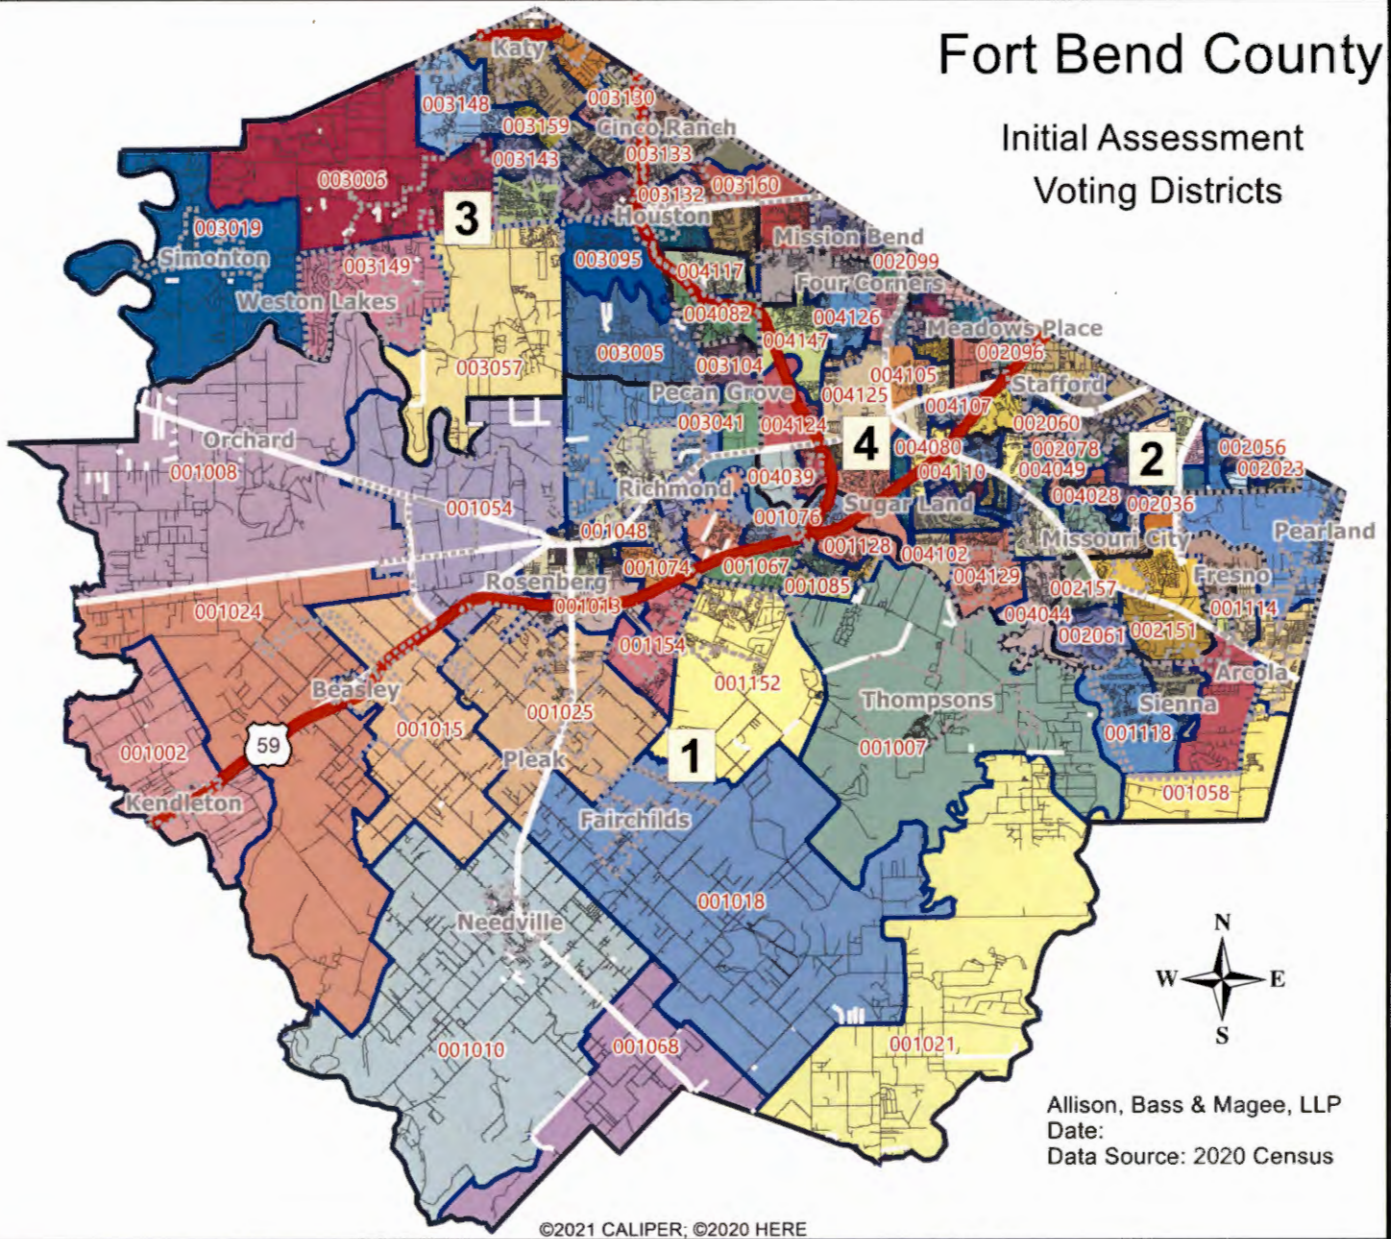 Fort Bend County
Initial Assessment
Voting Districts
Katy
003148
003130
003159
Cinco Ranch
003143
003133
003006
003132
003160
3
Houston
003019
Simonton
003149
003095
004117
Mission Bend
002099
Four Corners
Weston Lakes
004082
004126
004147
Meadows Place
003005
003104
002096
003057
004105
Stafford
Pecan Grove
004125
004107
003041
004124
002060
Orchard
4
004080
002078
2
002056
001008
004039
004110
004049
002023
Richmond
004028
001054
Sugar Land
002036
001076
001048
Missouri City
Pearland
001128
004102
001074
001067
004129
Fresno
Rosenberg
001085
002157
001013
001114
001024
004044
002061
002151
001154
Arcola
001152
Beasley
Thompsons
Sienna
001025
001015
001118
59
001002
001007
Pleak
1
001058
Kendleton
Fairchilds
001018
Needville
N
W
E
S
001010
001068
001021
Allison, Bass & Magee, LLP
Date:
Data Source: 2020 Census
©2021 CALIPER; ©2020 HERE